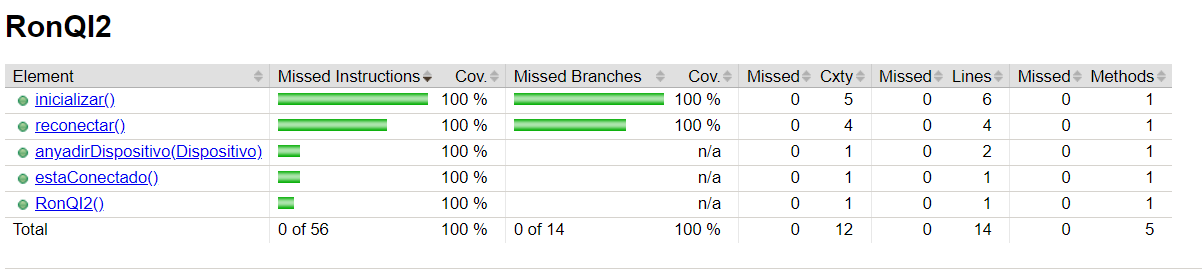 RonQI2
Element Missed Instructions Cov. Missed Branches Cov. Missed Cxty Missed Lines Missed Methods
inicializar() 100 % 100 % 0 5 0 6 0 1
reconectar() 100 % 100 % 0 4 0 4 0 1
anyadirDispositivo(Dispositivo) 100 % n/a 0 1 0 2 0 1
estaConectado() 100 % n/a 0 1 0 1 0 1
RonQI2() 100 % n/a 0 1 0 1 0 1
Total 0 of 56 100 % 0 of 14 100 % 0 12 0 14 0 5